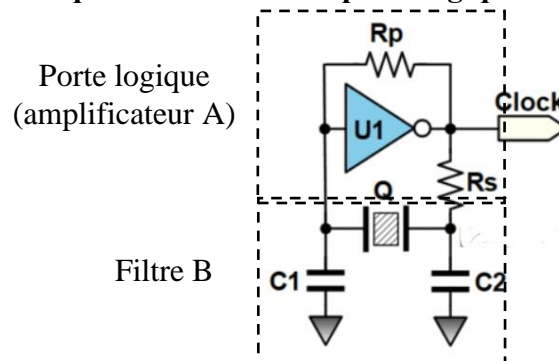 Rp
Porte logique
(amplificateur A)
Clock
U1
Rs
Q
Filtre B
C1
C2